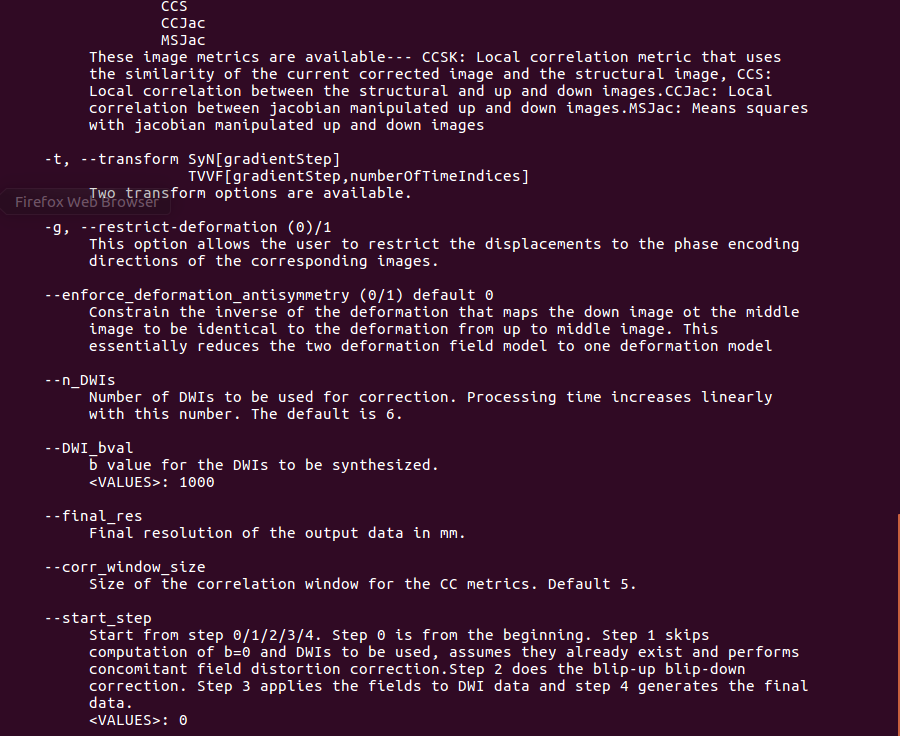 CCS
CCJac
MSJac
These image metrics are available--- CCSK: Local correlation metric that uses
the similarity of the current corrected image and the structural image, CCS:
Local correlation between the structural and up and down images.CCJac: Local
correlation between jacobian manipulated up and down images.MSJac: Means squares
with jacobian manipulated up and down images
-t, --transform SyN[gradientStep]
TVVF[gradientStep,numberOfTimeIndices]
Two transform options are available.
Firefox Web Browser
-g, --restrict-deformation (0)/1
This option allows the user to restrict the displacements to the phase encoding
directions of the corresponding images.
--enforce_deformation_antisymmetry (0/1) default 0
Constrain the inverse of the deformation that maps the down image ot the middle
image to be identical to the deformation from up to middle image. This
essentially reduces the two deformation field model to one deformation model
--n_DWIs
Number of DWIs to be used for correction. Processing time increases linearly
with this number. The default is 6.
--DWI_bval
b value for the DWIs to be synthesized.
<VALUES>: 1000
--final_res
Final resolution of the output data in mm.
--corr_window_size
Size of the correlation window for the CC metrics. Default 5.
--start_step
Start from step 0/1/2/3/4. Step 0 is from the beginning. Step 1 skips
computation of b=0 and DWIs to be used, assumes they already exist and performs
concomitant field distortion correction.Step 2 does the blip-up blip-down
correction. Step 3 applies the fields to DWI data and step 4 generates the final
data.
<VALUES>: 0